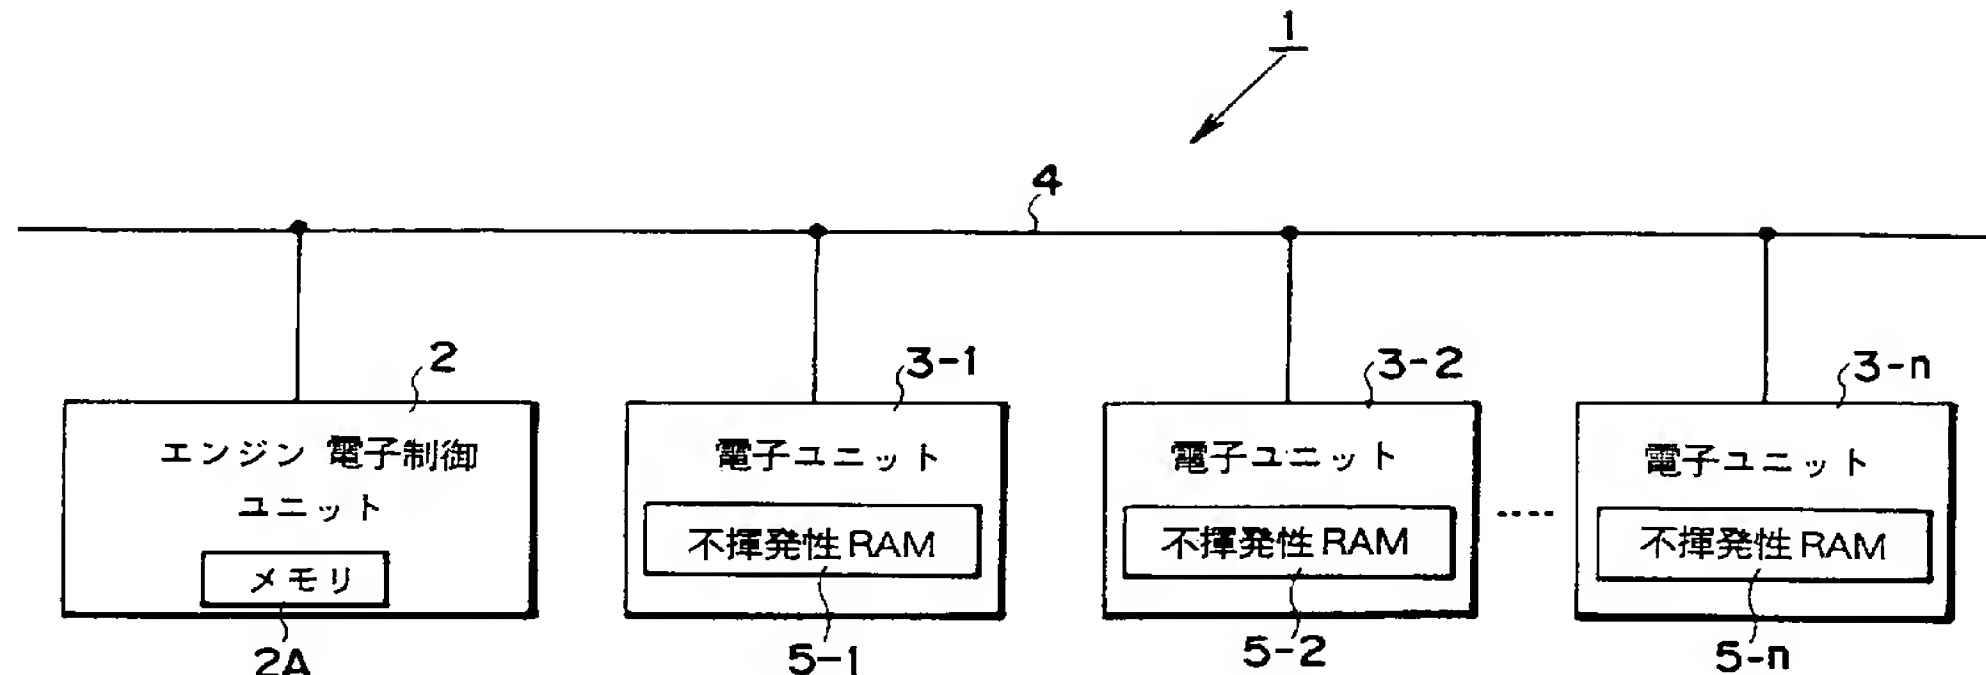 1
4
2
エンジン 電子制御
ユニット
メモリ
2A
3-1
電子ユニット
不揮発性RAM
5-1
3-2
電子ユニット
不揮発性RAM
5-2
3-n
電子ユニット
不揮発性RAM
5-n